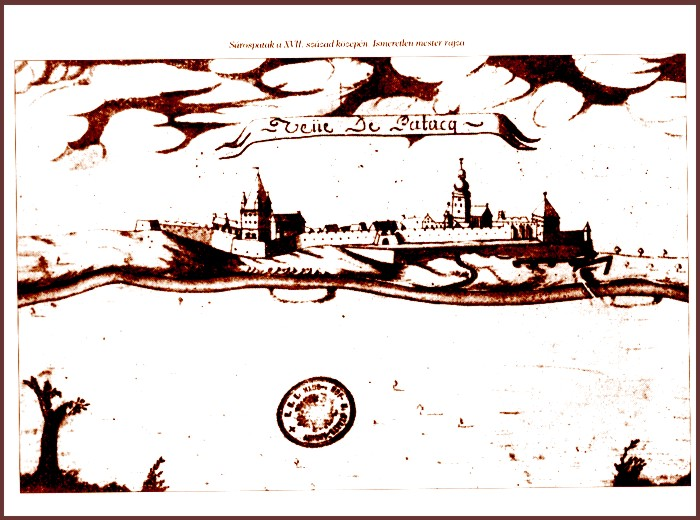 Sárospatak a XVII. század közepén. Ismeretlen mester rajza
Veüe De Patacq